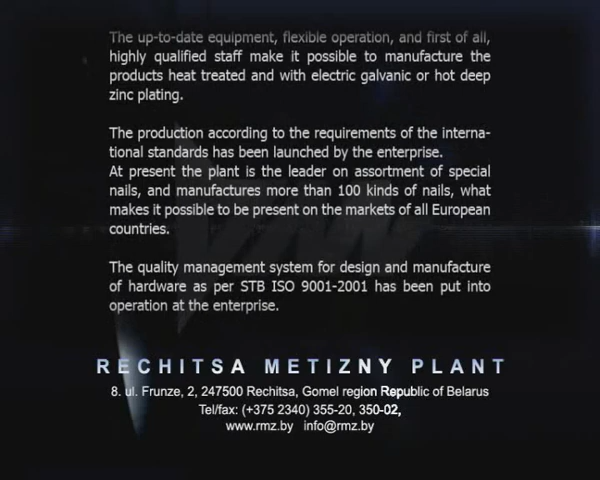 The up-to-date equipment, flexible operation, and first of all,
highly qualified staff make it possible to manufacture the
products heat treated and with electric galvanic or hot deep
zinc plating.
The production according to the requirements of the interna-
tional standards has been launched by the enterprise.
At present the plant is the leader on assortment of special
nails, and manufactures more than 100 kinds of nails, what
makes it possible to be present on the markets of all European
countries.
The quality management system for design and manufacture
of hardware as per STB ISO 9001-2001 has been put into
operation at the enterprise.
RECHITSA METIZNY PLANT
8. ul. Frunze, 2, 247500 Rechitsa, Gomel region Republic of Belarus
Tel/fax: (+375 2340) 355-20, 350-02,
www.rmz.by info@rmz.by